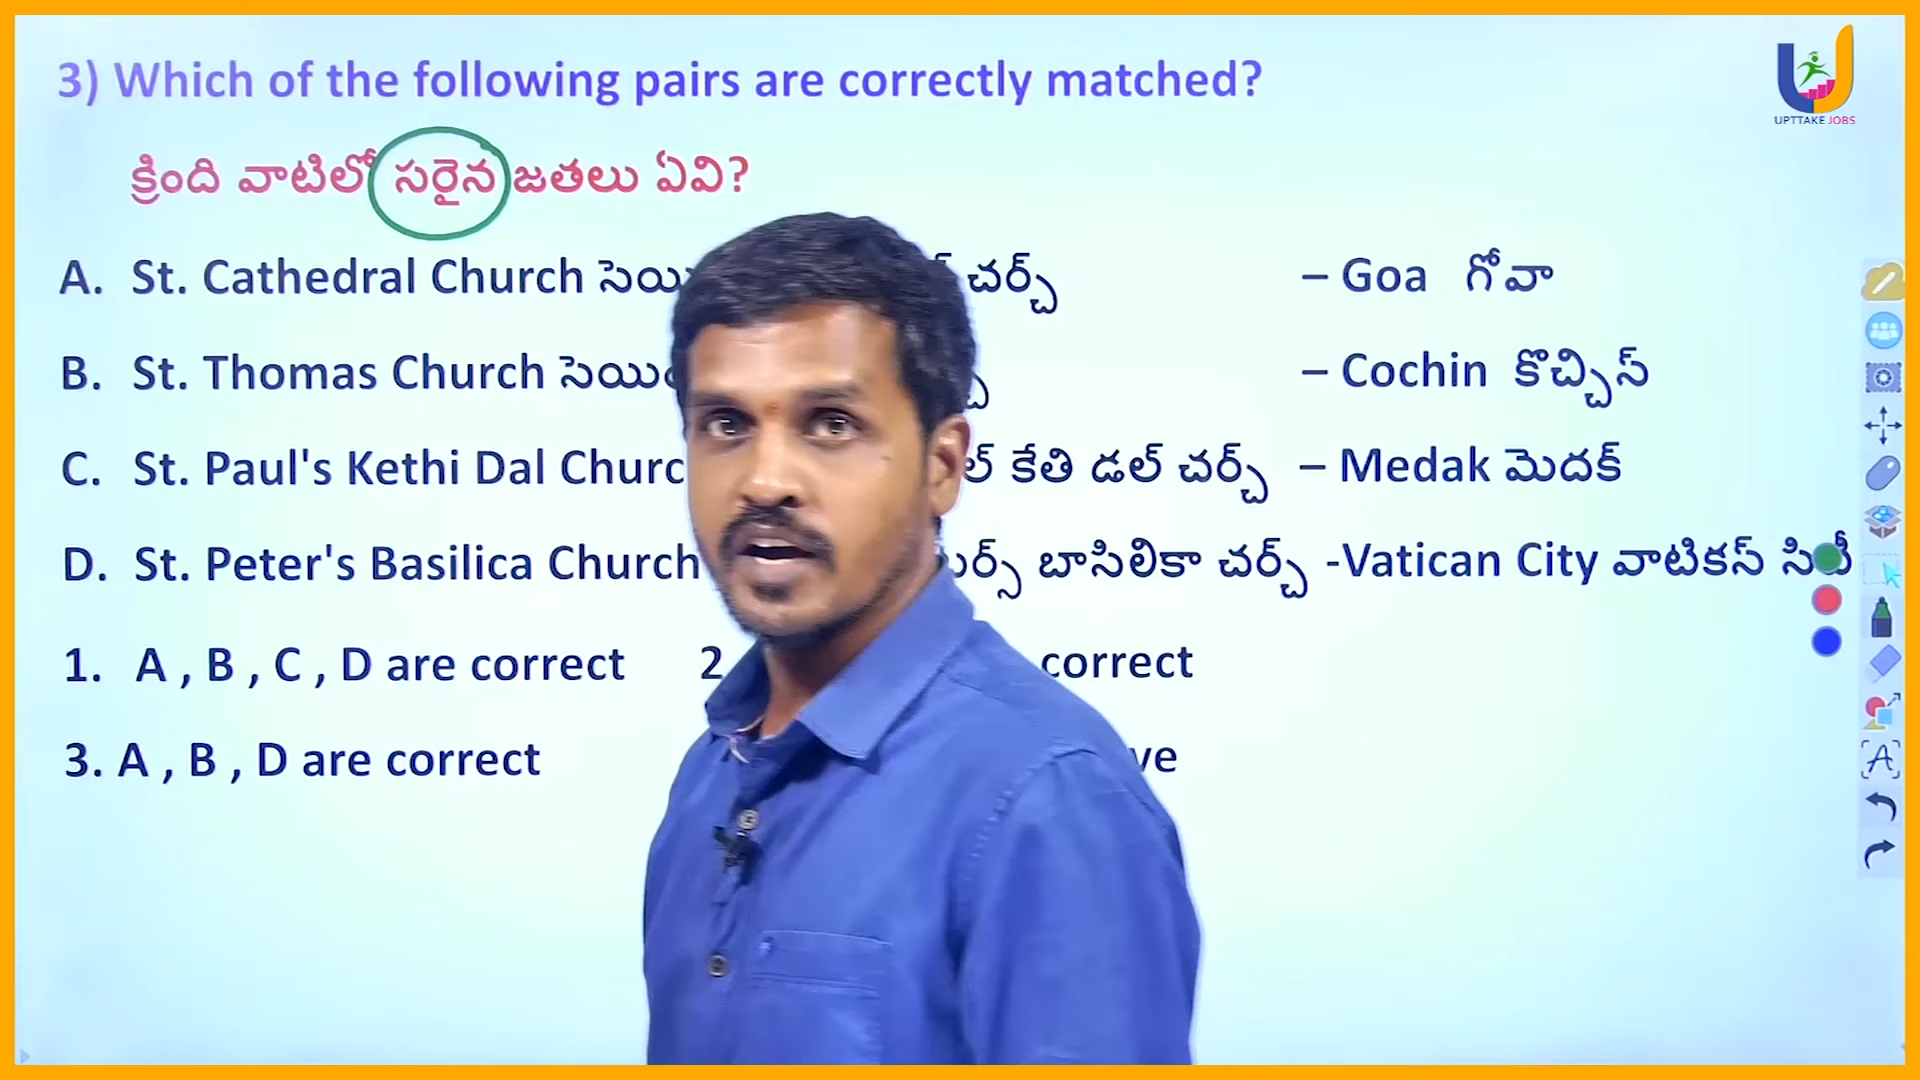 3) Which of the following pairs are correctly matched?
UPTTAKE JOBS
క్రింది వాటిలో సరైన జతలు ఏవి?
A. St. Cathedral Church చర్చ్ – Goa గోవా
B. St. Thomas Church – Cochin కొచ్చిన్
C. St. Paul's Kethi Dal కేతి డల్ చర్చ్ – Medak మెదక్
D. St. Peter's Basilica Church బాసిలికా చర్చ్ -Vatican City వాటికన్
1. A , B , C , D are correct 2 correct
3. A , B , D are correct